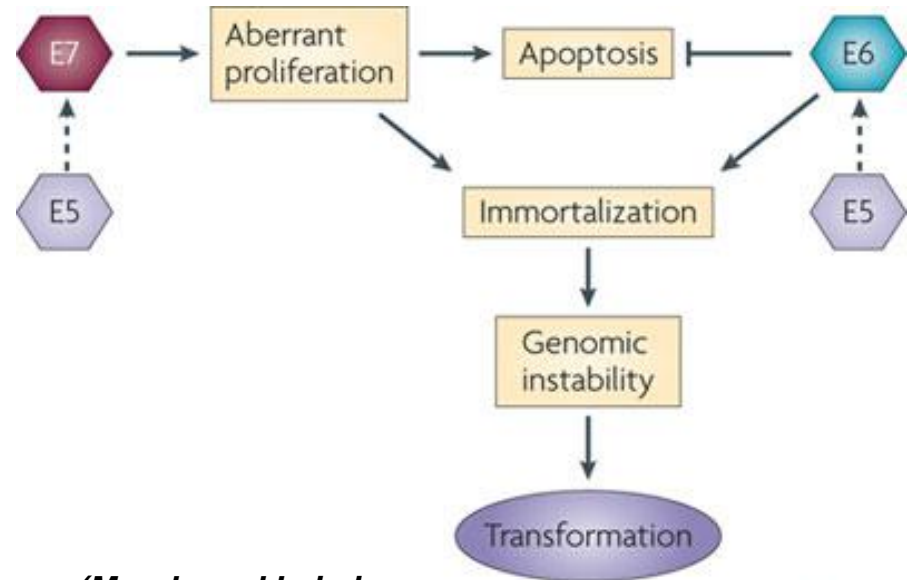 E7
Aberrant
proliferation
Apoptosis
E6
E5
Immortalization
E5
Genomic
instability
Transformation